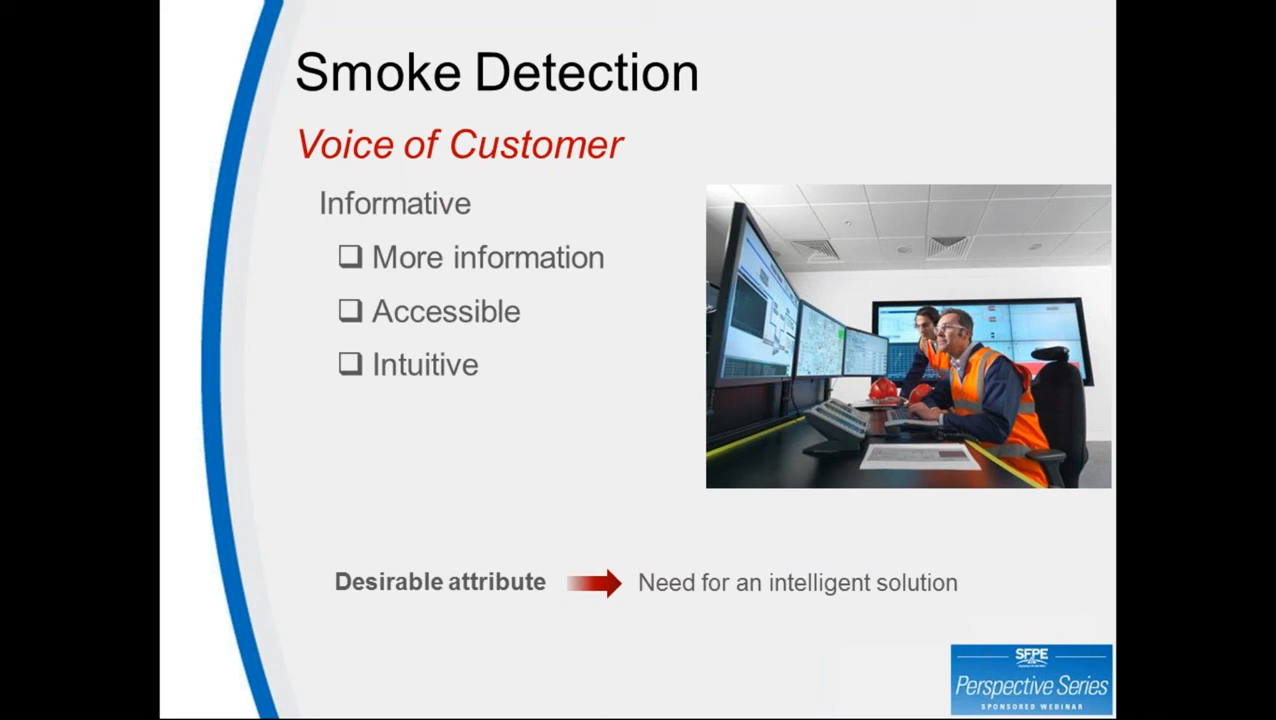 Smoke Detection
Voice of Customer
Informative
More information
Accessible
Intuitive
Desirable attribute
Need for an intelligent solution
SFPE
Perspective Series
SPONSORED WEBINAR